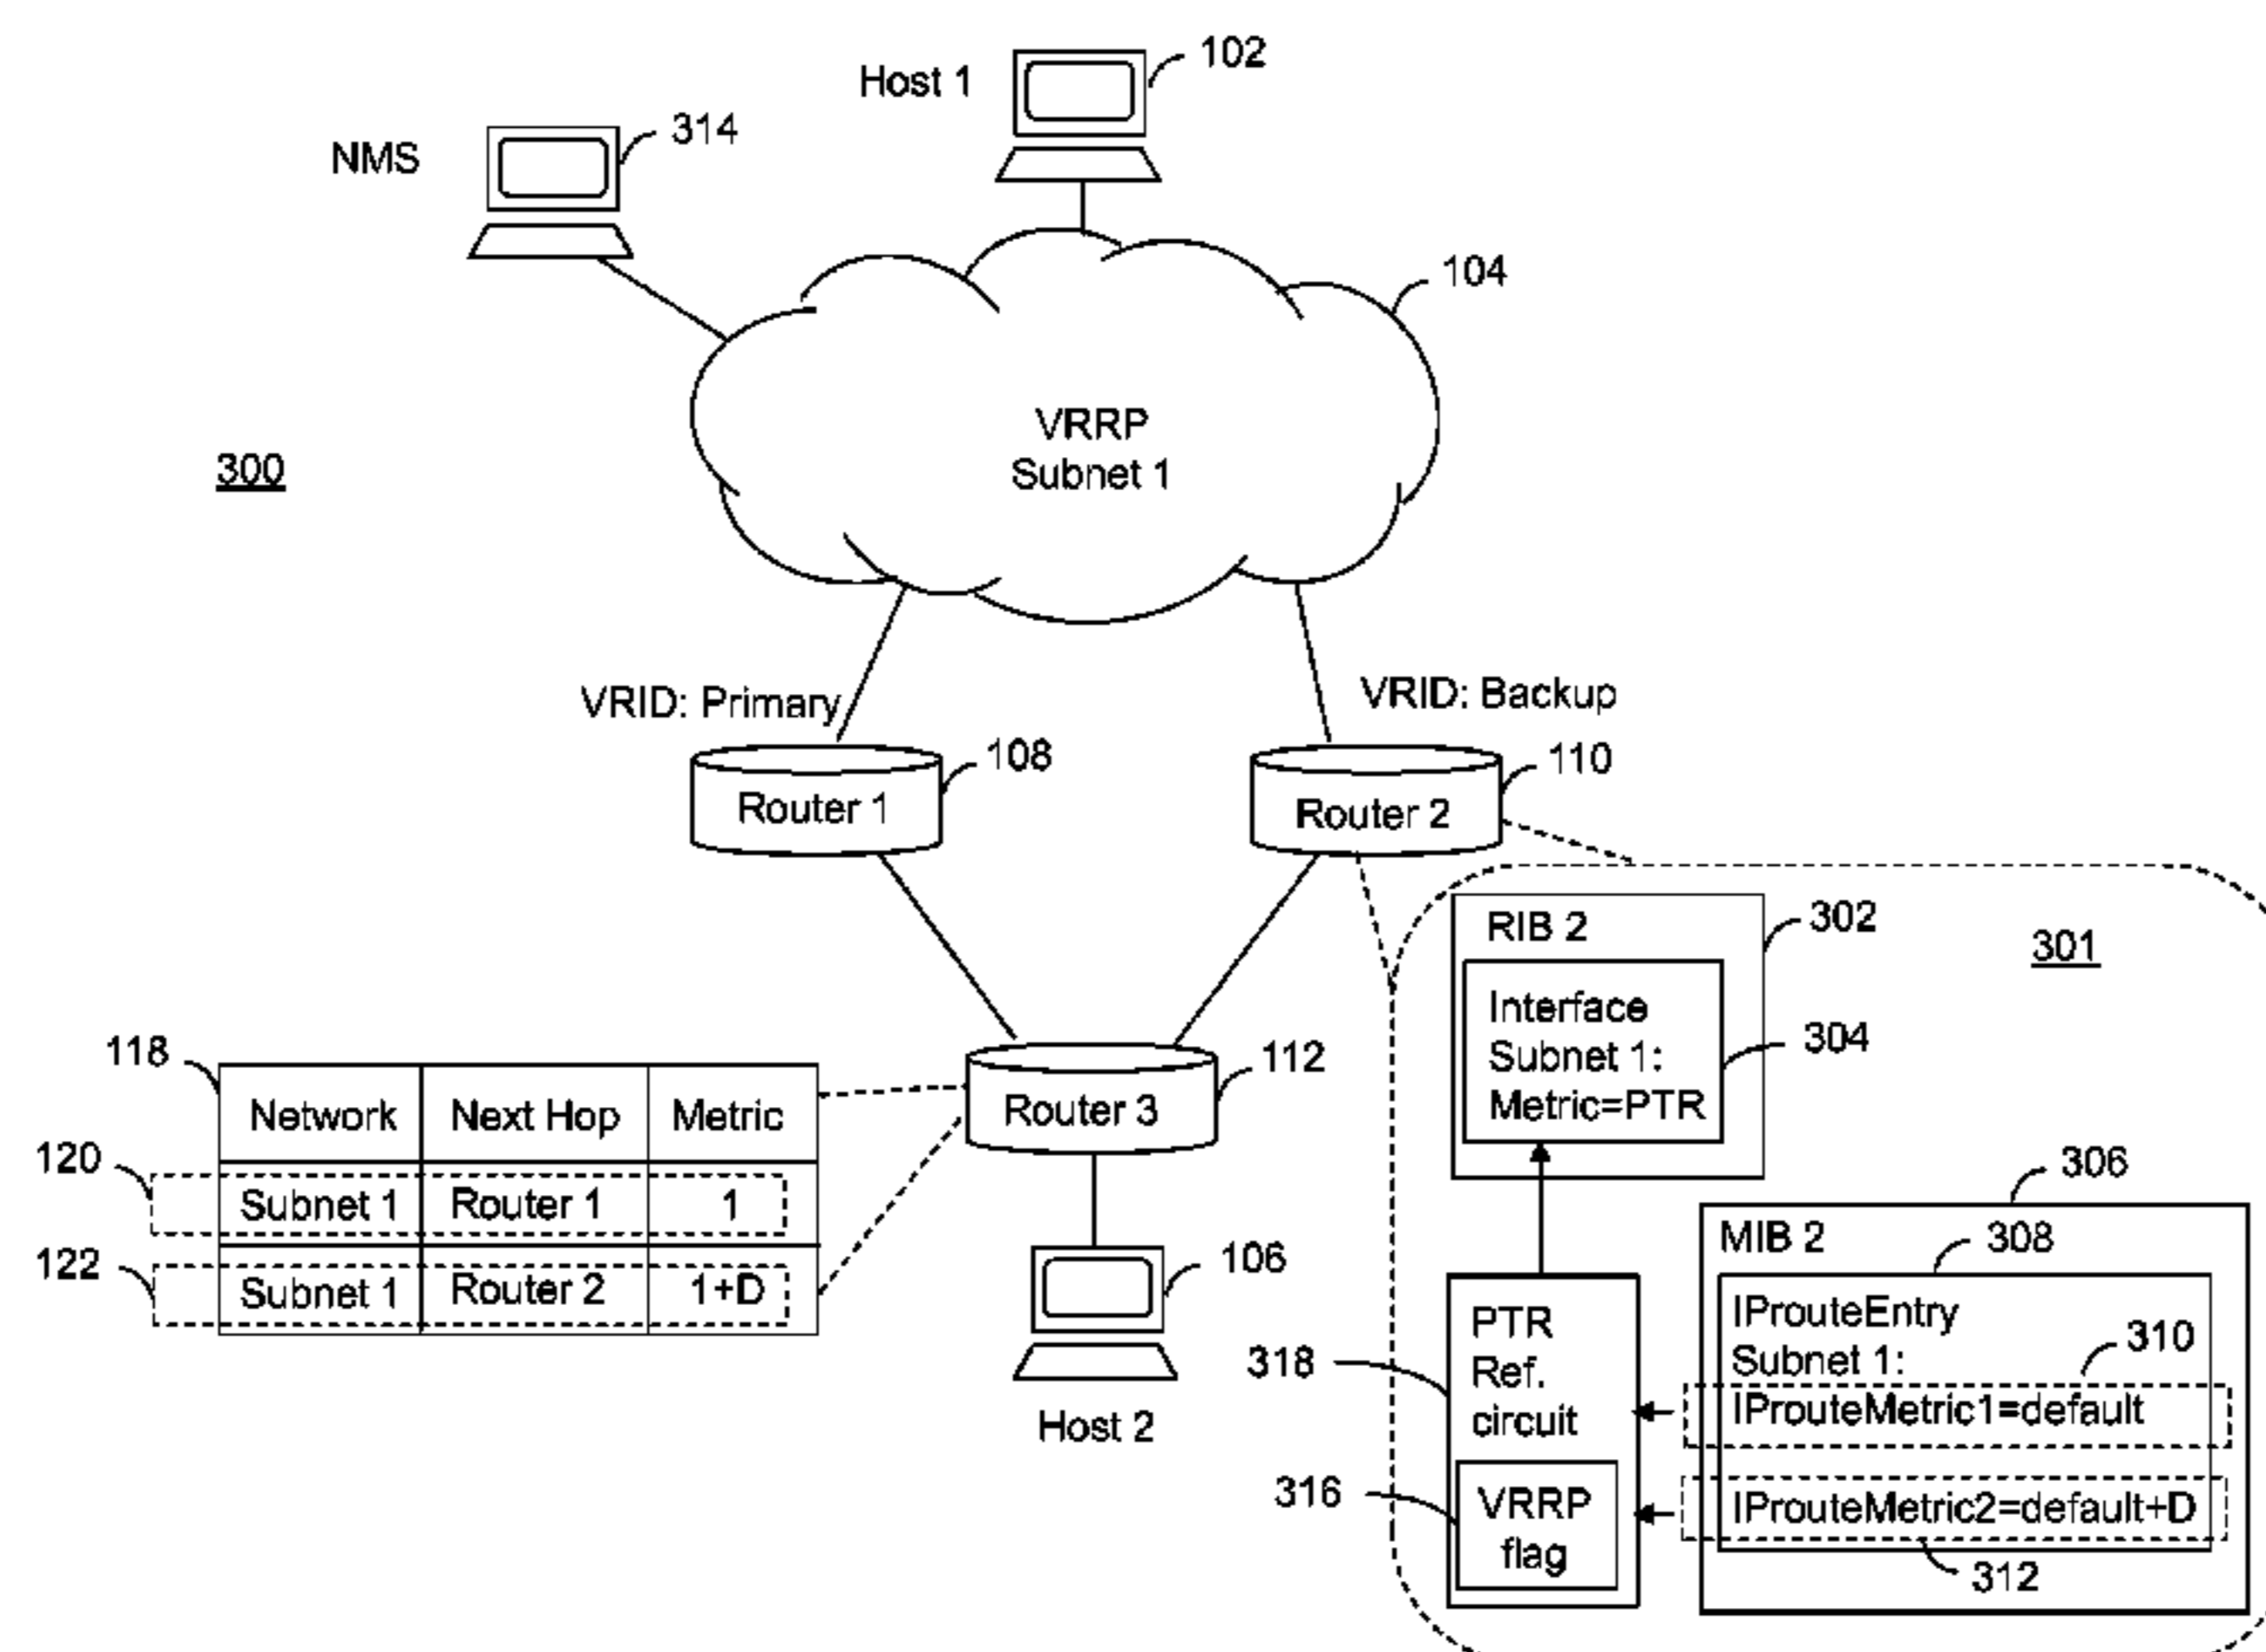 Host 1
102
NMS
314
104
VRRP
Subnet 1
300
VRID: Primary
VRID: Backup
Router 1
108
Router 2
110
RIB 2
302
301
Interface
Subnet 1:
Metric=PTR
304
118
Network Next Hop Metric
Router 3
112
120
Subnet 1 Router 1 1
122
Subnet 1 Router 2 1+D
106
Host 2
306
MIB 2
308
IProuteEntry
Subnet 1:
310
IProuteMetric1=default
IProuteMetric2=default+D
312
318
PTR
Ref.
circuit
316
VRRP
flag